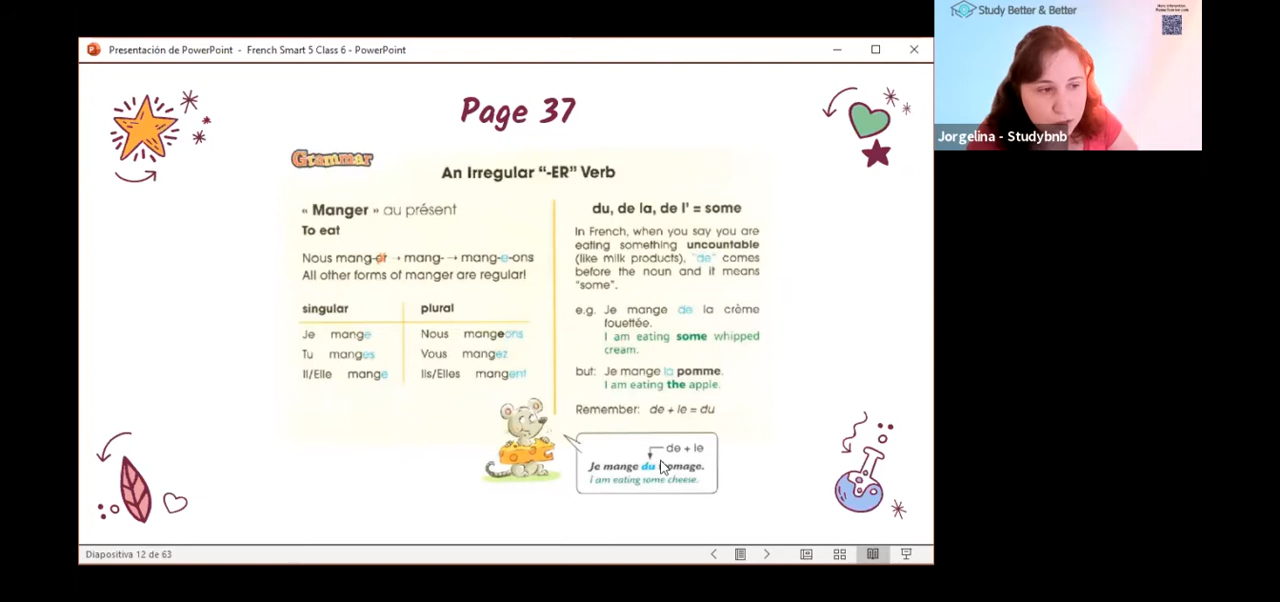 Presentación de PowerPoint - French Smart 5 Class 6 - PowerPoint
Study Better & Better
Jorgelina - Studybnb
Page 37
Grammar
An Irregular "-ER" Verb
« Manger » au présent
To eat
Nous mang-er → mang- → mang-e-ons
All other forms of manger are regular!
singular plural
Je mange Nous mangeons
Tu manges Vous mangez
Il/Elle mange Ils/Elles mangent
du, de la, de l' = some
In French, when you say you are
eating something uncountable
(like milk products), "de" comes
before the noun and it means
"some".
e.g. Je mange de la crème
fouettée.
I am eating some whipped
cream.
but: Je mange la pomme.
I am eating the apple.
Remember: de + le = du
de + le
Je mange du
I am eating some cheese.
Diapositiva 12 de 63